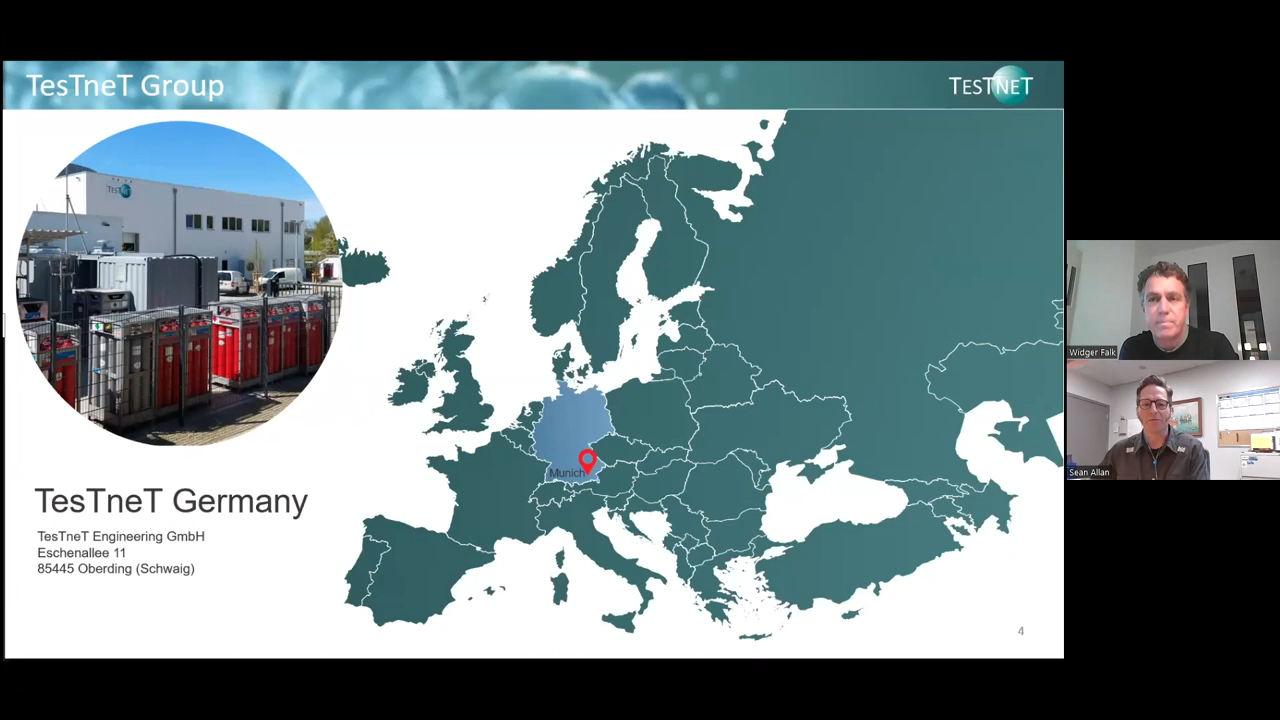 TesTneT Group
TESTNET
TESTNET
Munich
TesTneT Germany
TesTneT Engineering GmbH
Eschenallee 11
85445 Oberding (Schwaig)
4
Widger Falk
Sean Allan